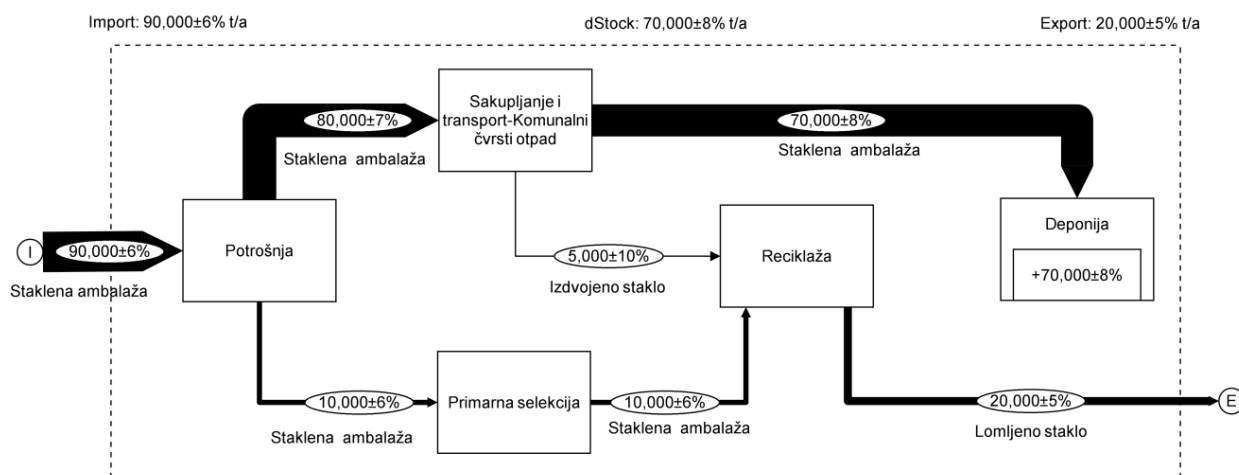 Import: 90,000±6% t/a
dStock: 70,000±8% t/a
Export: 20,000±5% t/a
80,000±7%
Staklena ambalaža
Sakupljanje i
transport-Komunalni
čvrsti otpad
70,000±8%
Staklena ambalaža
I
90,000±6%
Staklena ambalaža
Potrošnja
5,000±10%
Izdvojeno staklo
Reciklaža
Deponija
+70,000±8%
10,000±6%
Staklena ambalaža
Primarna selekcija
10,000±6%
Staklena ambalaža
20,000±5%
Lomljeno staklo
E